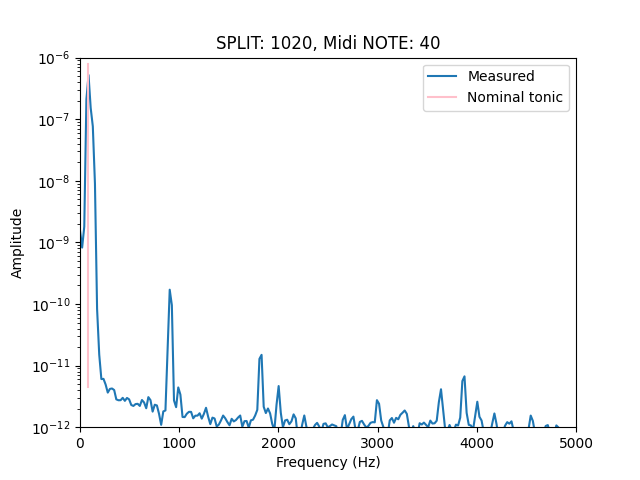 SPLIT: 1020, Midi NOTE: 40
Measured
Nominal tonic
Amplitude
10⁻⁶
10⁻⁷
10⁻⁸
10⁻⁹
10⁻¹⁰
10⁻¹¹
10⁻¹²
0 1000 2000 3000 4000 5000
Frequency (Hz)